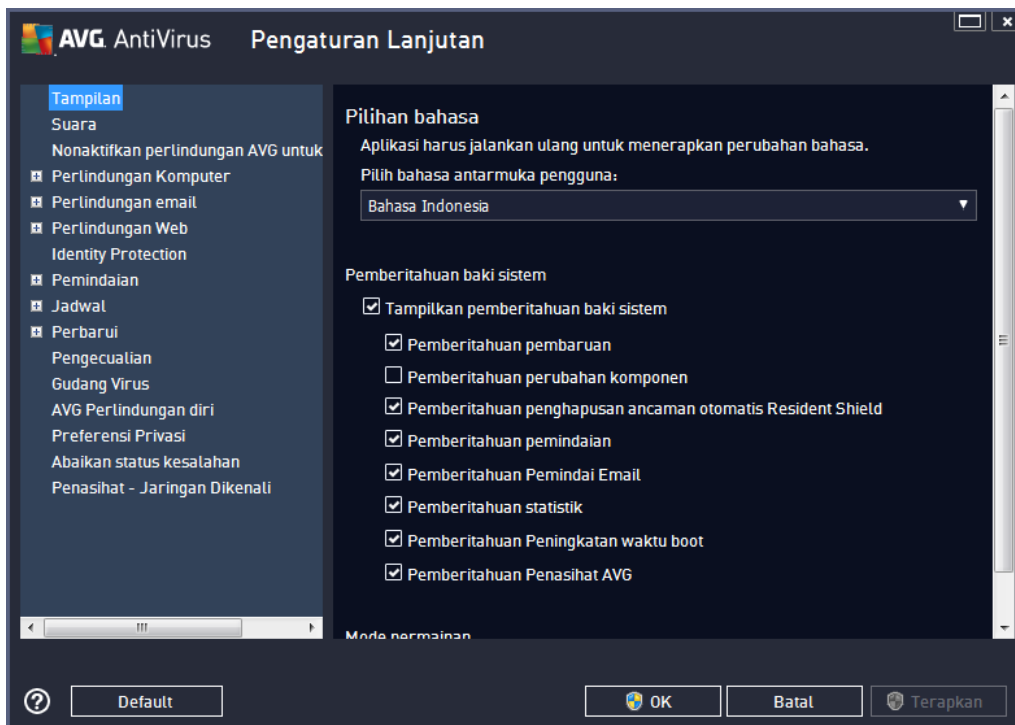 AVG AntiVirus Pengaturan Lanjutan
Tampilan
Suara
Nonaktifkan perlindungan AVG untuk
Perlindungan Komputer
Perlindungan email
Perlindungan Web
Identity Protection
Pemindaian
Jadwal
Perbarui
Pengecualian
Gudang Virus
AVG Perlindungan diri
Preferensi Privasi
Abaikan status kesalahan
Penasihat - Jaringan Dikenali
Pilihan bahasa
Aplikasi harus jalankan ulang untuk menerapkan perubahan bahasa.
Pilih bahasa antarmuka pengguna:
Bahasa Indonesia
Pemberitahuan baki sistem
Tampilkan pemberitahuan baki sistem
Pemberitahuan pembaruan
Pemberitahuan perubahan komponen
Pemberitahuan penghapusan ancaman otomatis Resident Shield
Pemberitahuan pemindaian
Pemberitahuan Pemindai Email
Pemberitahuan statistik
Pemberitahuan Peningkatan waktu boot
Pemberitahuan Penasihat AVG
Mode permainan
? Default OK Batal Terapkan